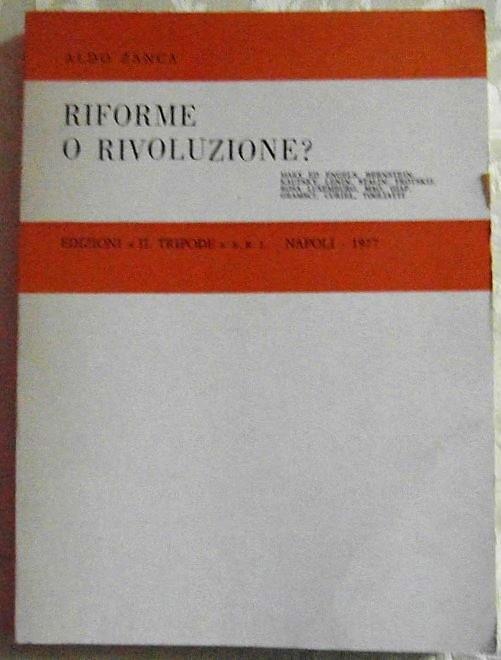 ALDO ZANCA
RIFORME
O RIVOLUZIONE?
MARX ED ENGELS, BERNSTEIN,
KAUTSKY, LENIN, STALIN, TROTSKIJ,
ROSA LUXEMBURG, MAO, GIAP,
GRAMSCI, CURIEL, TOGLIATTI
EDIZIONI « IL TRIPODE » S. R. L. NAPOLI - 1977